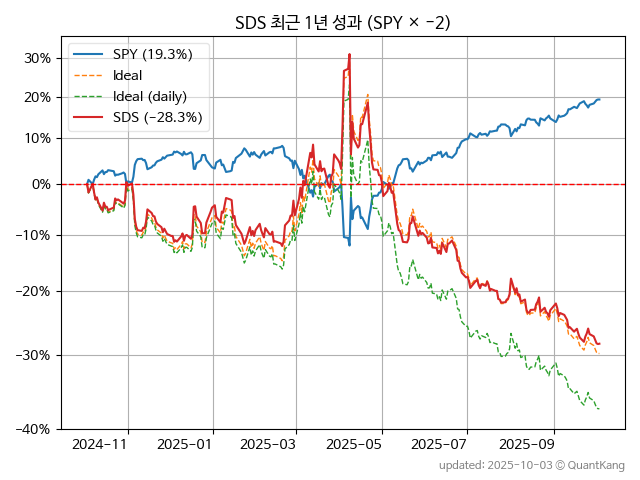 SDS 최근 1년 성과 (SPY × −2)
SPY (19.3%)
Ideal
Ideal (daily)
SDS (−28.3%)
30%
20%
10%
0%
−10%
−20%
−30%
−40%
2024-11
2025-01
2025-03
2025-05
2025-07
2025-09
updated: 2025-10-03 © QuantKang